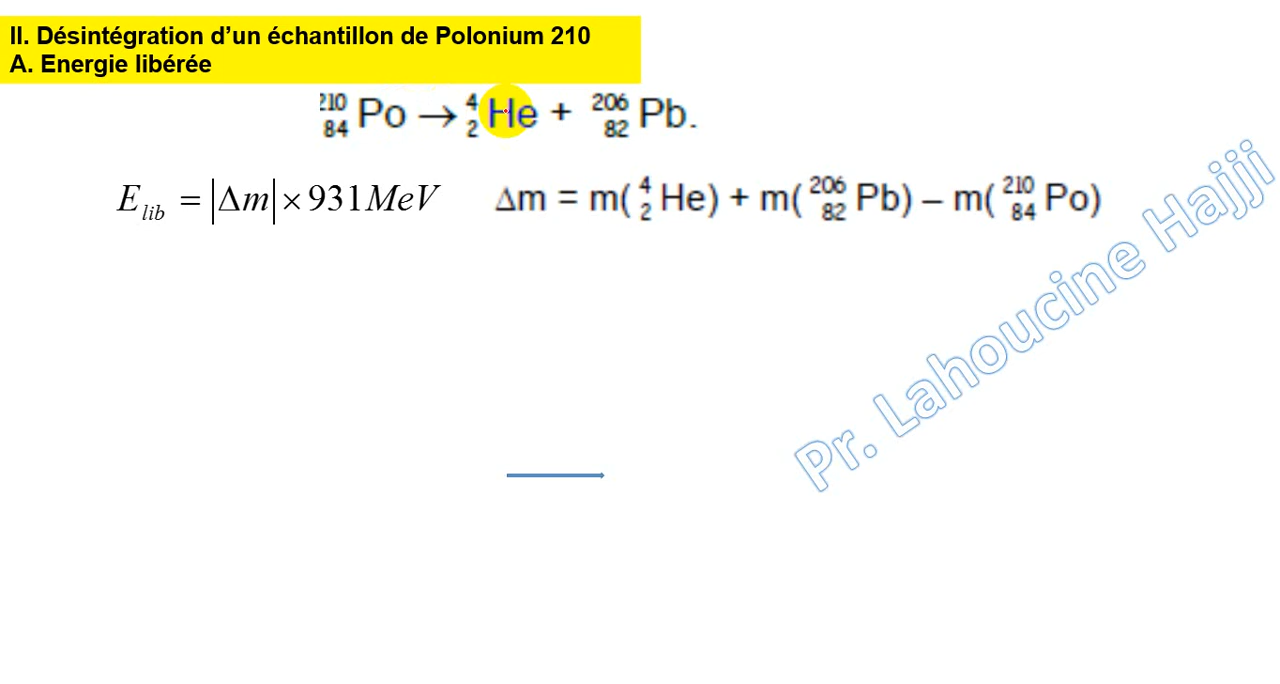 II. Désintégration d’un échantillon de Polonium 210
A. Energie libérée
²¹⁰₈₄Po → ⁴₂He + ²⁰⁶₈₂Pb.
E_lib = |Δm| × 931MeV    Δm = m(⁴₂He) + m(²⁰⁶₈₂Pb) – m(²¹⁰₈₄Po)
Pr. Lahoucine Hajji